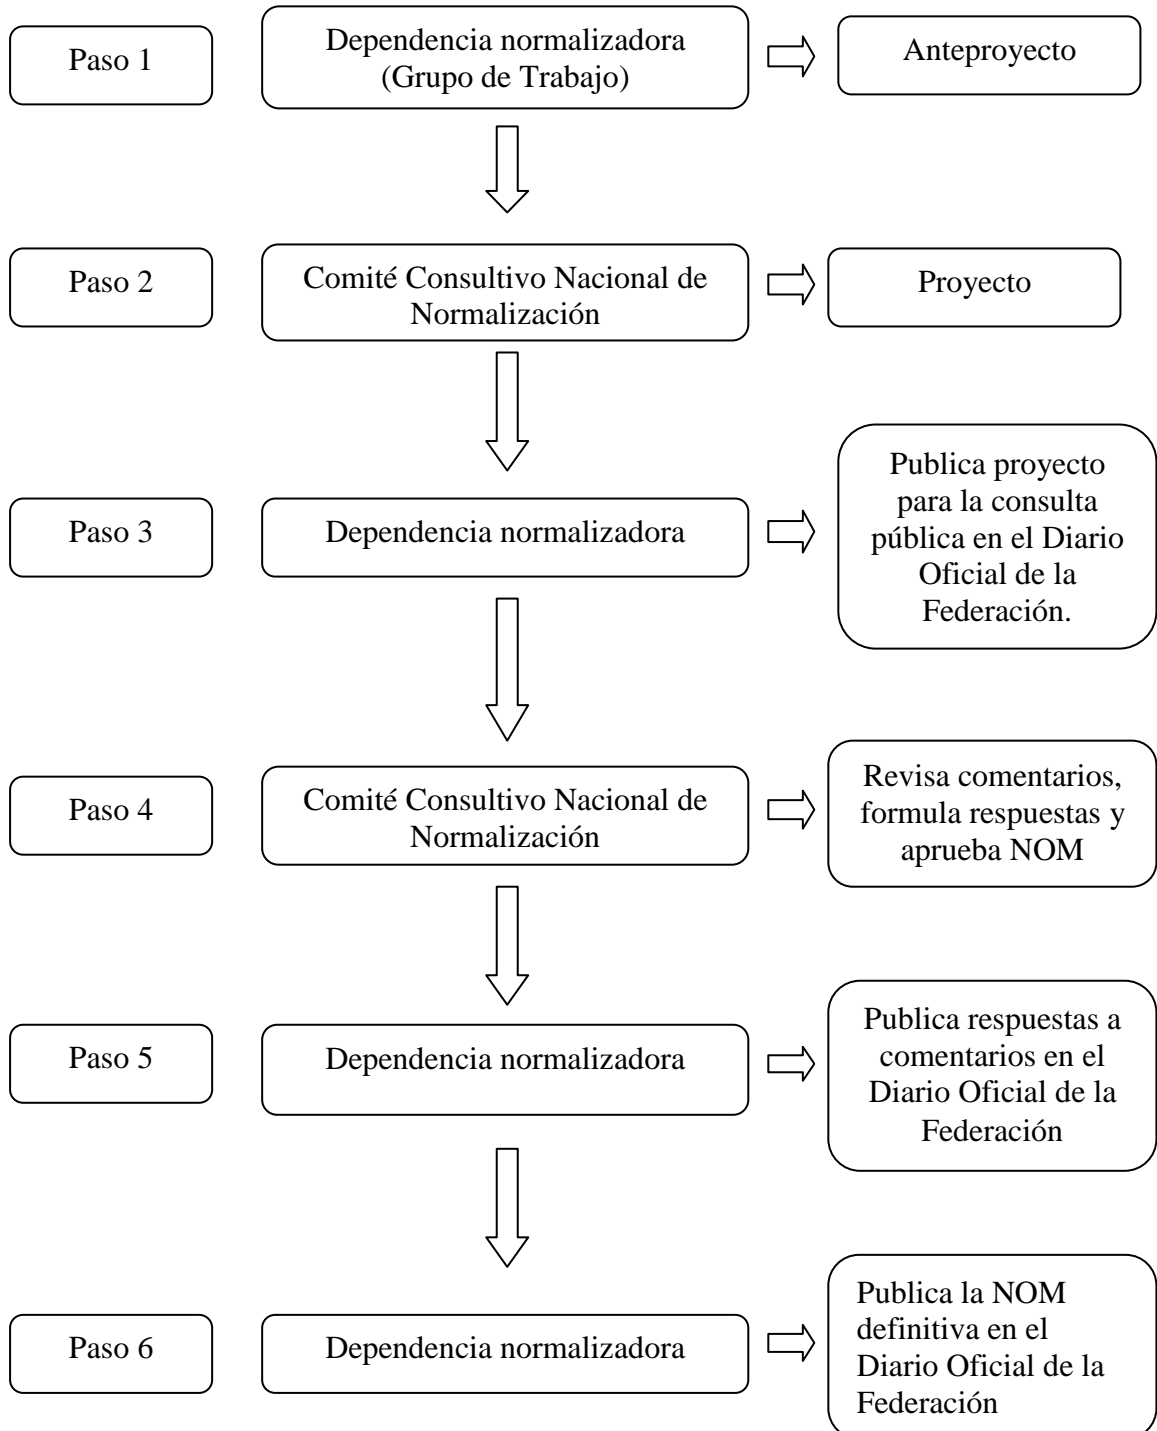 Paso 1
Dependencia normalizadora
(Grupo de Trabajo)
Anteproyecto
Paso 2
Comité Consultivo Nacional de
Normalización
Proyecto
Paso 3
Dependencia normalizadora
Publica proyecto
para la consulta
pública en el Diario
Oficial de la
Federación.
Paso 4
Comité Consultivo Nacional de
Normalización
Revisa comentarios,
formula respuestas y
aprueba NOM
Paso 5
Dependencia normalizadora
Publica respuestas a
comentarios en el
Diario Oficial de la
Federación
Paso 6
Dependencia normalizadora
Publica la NOM
definitiva en el
Diario Oficial de la
Federación